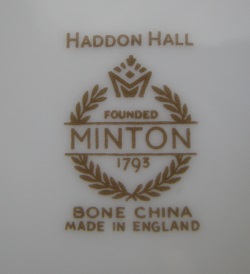 HADDON HALL
FOUNDED
MINTON
1793
BONE CHINA
MADE IN ENGLAND